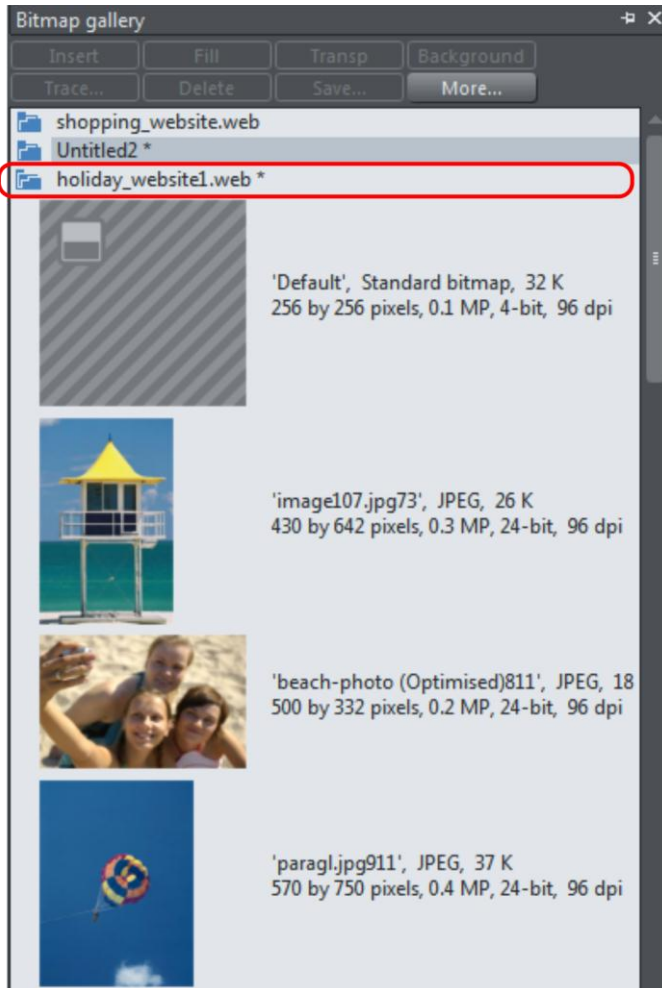 Bitmap gallery
Insert Fill Transp Background
Trace... Delete Save... More...
shopping_website.web
Untitled2 *
holiday_website1.web *
'Default', Standard bitmap, 32 K
256 by 256 pixels, 0.1 MP, 4-bit, 96 dpi
'image107.jpg73', JPEG, 26 K
430 by 642 pixels, 0.3 MP, 24-bit, 96 dpi
'beach-photo (Optimised)811', JPEG, 18
500 by 332 pixels, 0.2 MP, 24-bit, 96 dpi
'paragl.jpg911', JPEG, 37 K
570 by 750 pixels, 0.4 MP, 24-bit, 96 dpi